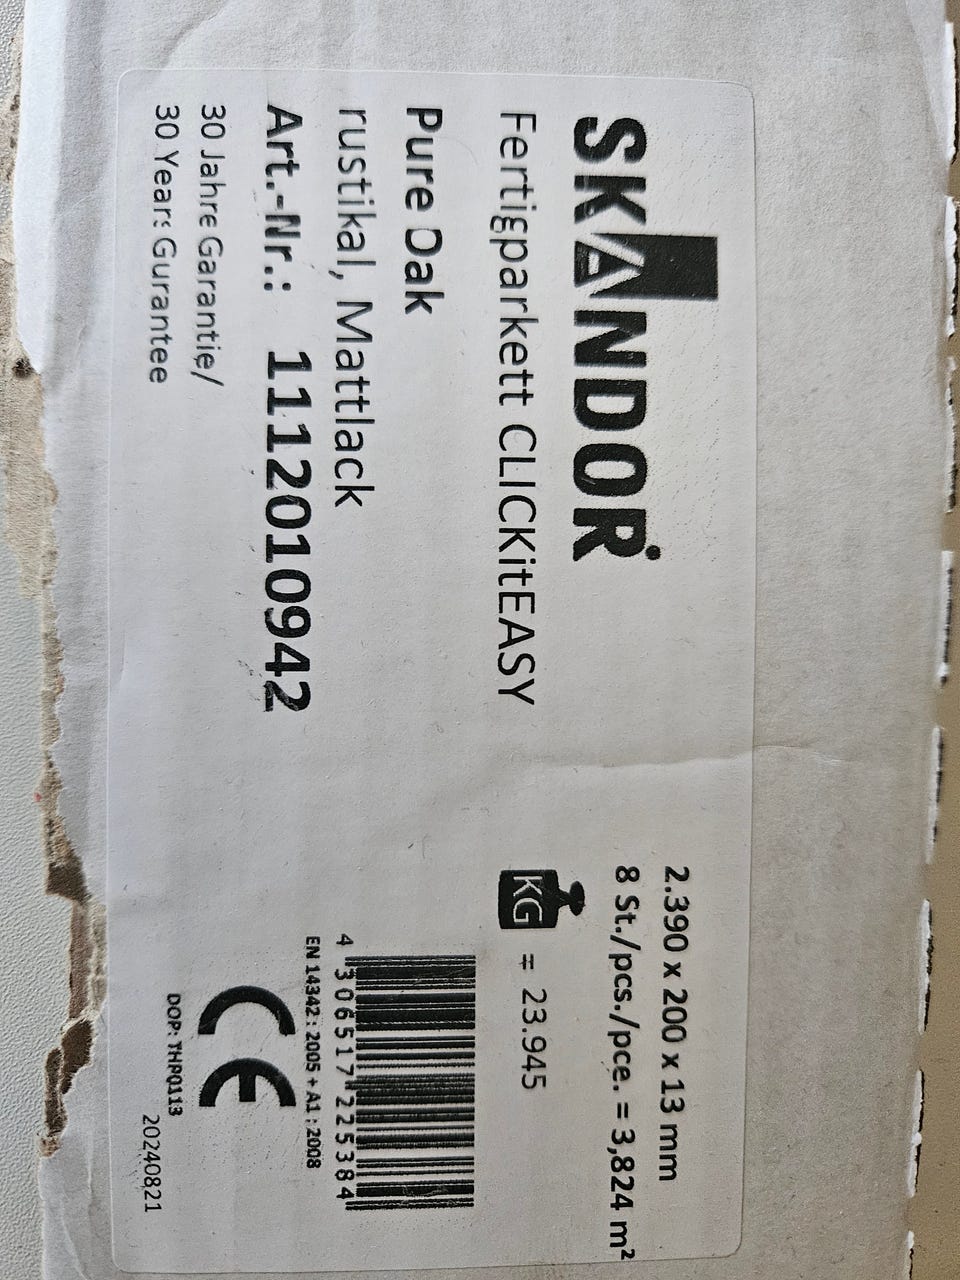 SKANDOR
Fertigparkett CLICKitEASY
Pure Oak
rustikal, Mattlack
Art.-Nr.: 1112010942
30 Jahre Garantie/
30 Years Gurantee
2.390 x 200 x 13 mm
8 St./pcs./pce. = 3,824 m²
KG = 23.945.
4 306517 225384
EN 14342 : 2005 + A1 : 2008
CE
DOP: THP0113
20240821